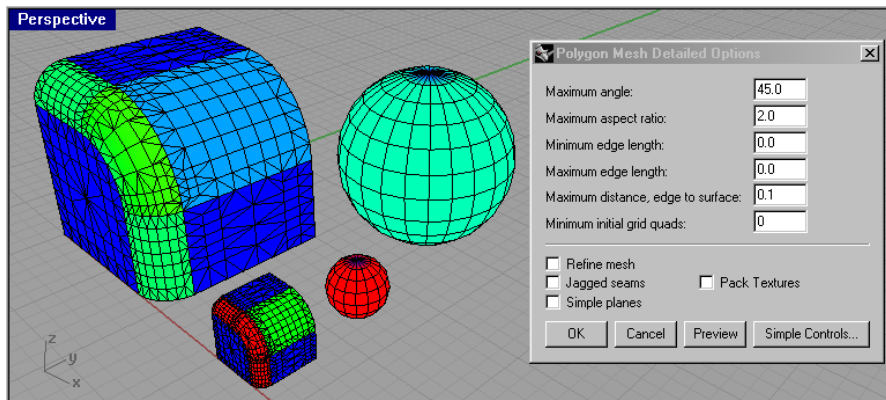 Perspective
Polygon Mesh Detailed Options
Maximum angle: 45.0
Maximum aspect ratio: 2.0
Minimum edge length: 0.0
Maximum edge length: 0.0
Maximum distance, edge to surface: 0.1
Minimum initial grid quads: 0
Refine mesh
Jagged seams Pack Textures
Simple planes
OK Cancel Preview Simple Controls...
z
y
x